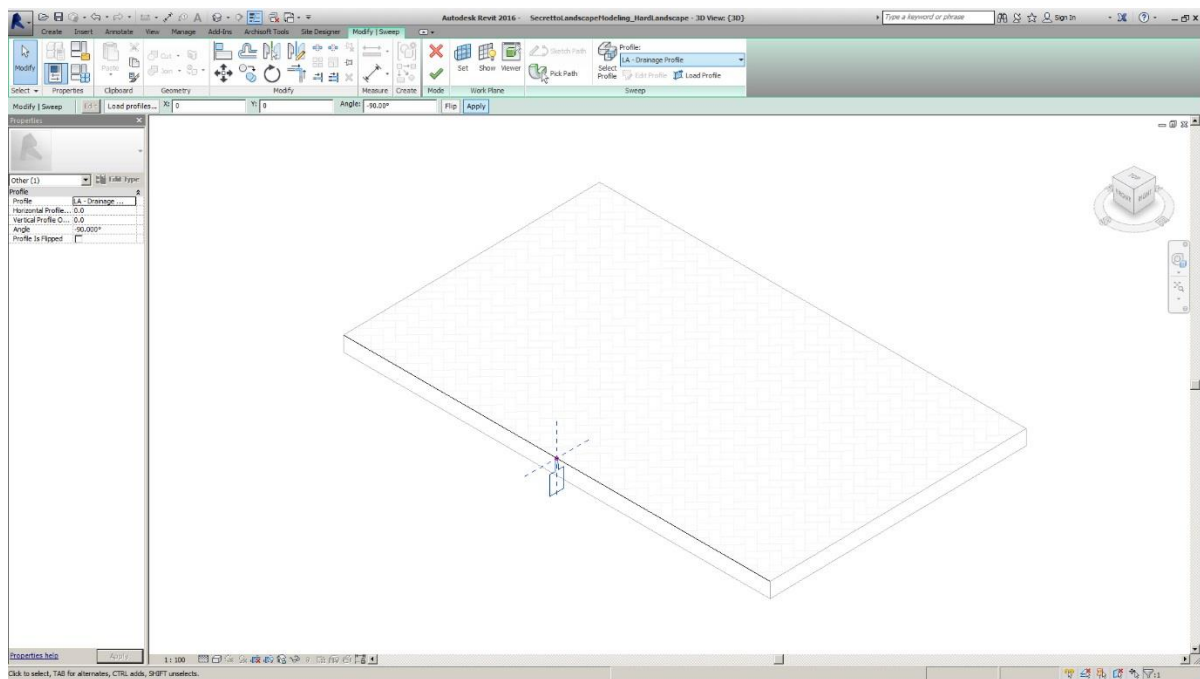 Autodesk Revit 2016 - SecrettoLandscapeModeling_HardLandscape - 3D View: {3D}
Type a keyword or phrase
Sign In
Create Insert Annotate View Manage Add-Ins Archisoft Tools Site Designer Modify | Sweep
Modify
Paste
Cut
Join
Set Show Viewer
Sketch Path
Pick Path
Select Profile
Profile:
LA - Drainage Profile
Edit Profile Load Profile
Select Properties Clipboard Geometry Modify Measure Create Mode Work Plane Sweep
Modify | Sweep Edit Load profiles... X: 0 Y: 0 Angle: -90.00° Flip Apply
Properties
Other (1) Edit Type
Profile
Profile LA - Drainage ...
Horizontal Profile... 0.0
Vertical Profile O... 0.0
Angle -90.000°
Profile Is Flipped
TOP
FRONT RIGHT
Properties help Apply
1 : 100
Click to select, TAB for alternates, CTRL adds, SHIFT unselects.
:1